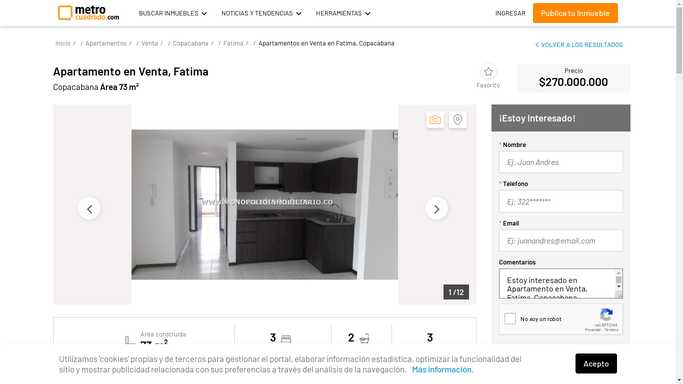 metro
cuadrado.com
BUSCAR INMUEBLES
NOTICIAS Y TENDENCIAS
HERRAMIENTAS
INGRESAR
Publica tu Inmueble
Inicio / / Apartamentos / / Venta / / Copacabana / / Fatima / / Apartamentos en Venta en Fatima, Copacabana
VOLVER A LOS RESULTADOS
Apartamento en Venta, Fatima
Copacabana Área 73 m²
Favorito
Precio
$270.000.000
¡Estoy Interesado!
* Nombre
Ej: Juan Andres
* Teléfono
Ej: 322*******
* Email
Ej: juanandres@email.com
Comentarios
Estoy interesado en
Apartamento en Venta,
Fatima, Copacabana
No soy un robot
reCAPTCHA
Privacidad - Términos
1 /12
Área construida
73 m²
3
2
3
Utilizamos 'cookies' propias y de terceros para gestionar el portal, elaborar información estadística, optimizar la funcionalidad del
sitio y mostrar publicidad relacionada con sus preferencias a través del análisis de la navegación. Más información.
Acepto